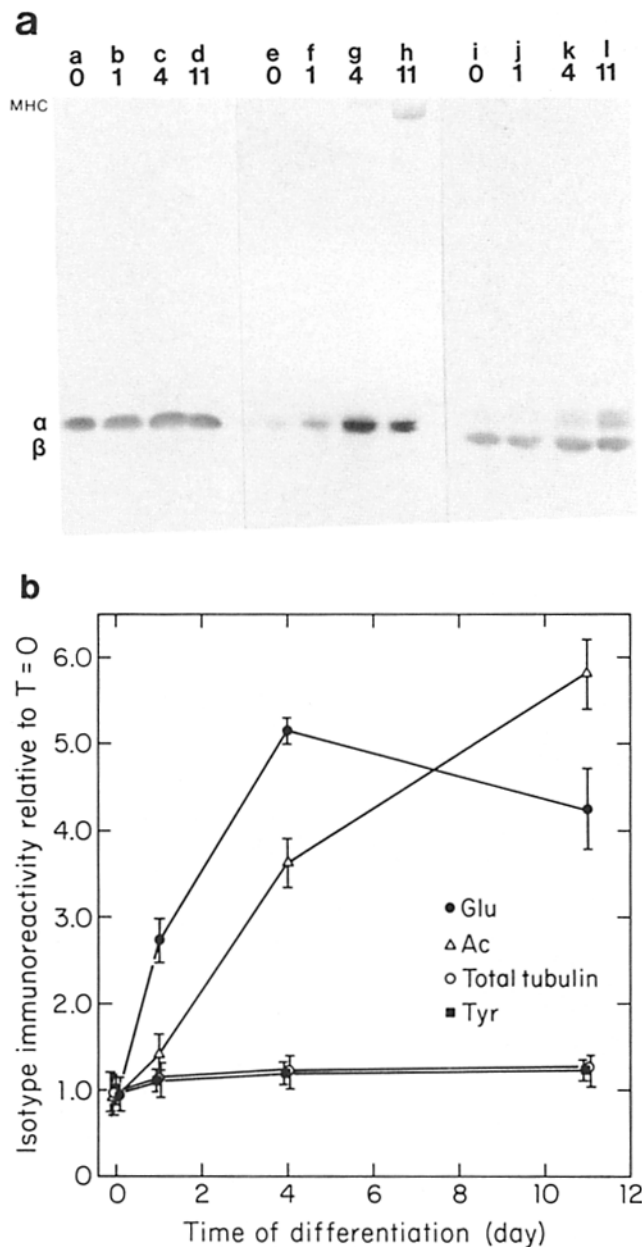 a
a b c d e f g h i j k l
0 1 4 11 0 1 4 11 0 1 4 11
MHC
α
β
b
Isotype immunoreactivity relative to T = 0
6.0
5.0
4.0
3.0
2.0
1.0
0
Glu
Ac
Total tubulin
Tyr
0 2 4 6 8 10 12
Time of differentiation (day)